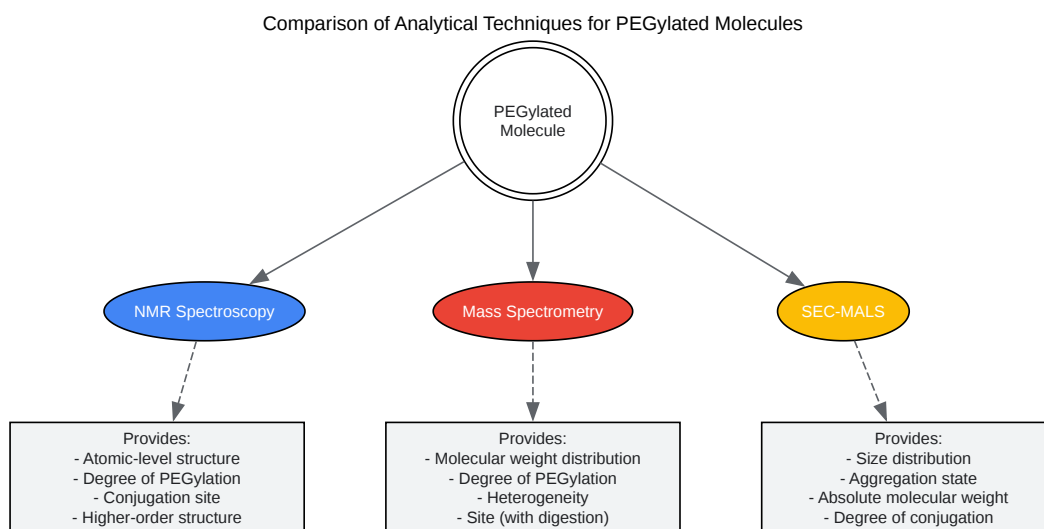 Comparison of Analytical Techniques for PEGylated Molecules
PEGylated
Molecule
NMR Spectroscopy
Mass Spectrometry
SEC-MALS
Provides:
- Atomic-level structure
- Degree of PEGylation
- Conjugation site
- Higher-order structure
Provides:
- Molecular weight distribution
- Degree of PEGylation
- Heterogeneity
- Site (with digestion)
Provides:
- Size distribution
- Aggregation state
- Absolute molecular weight
- Degree of conjugation